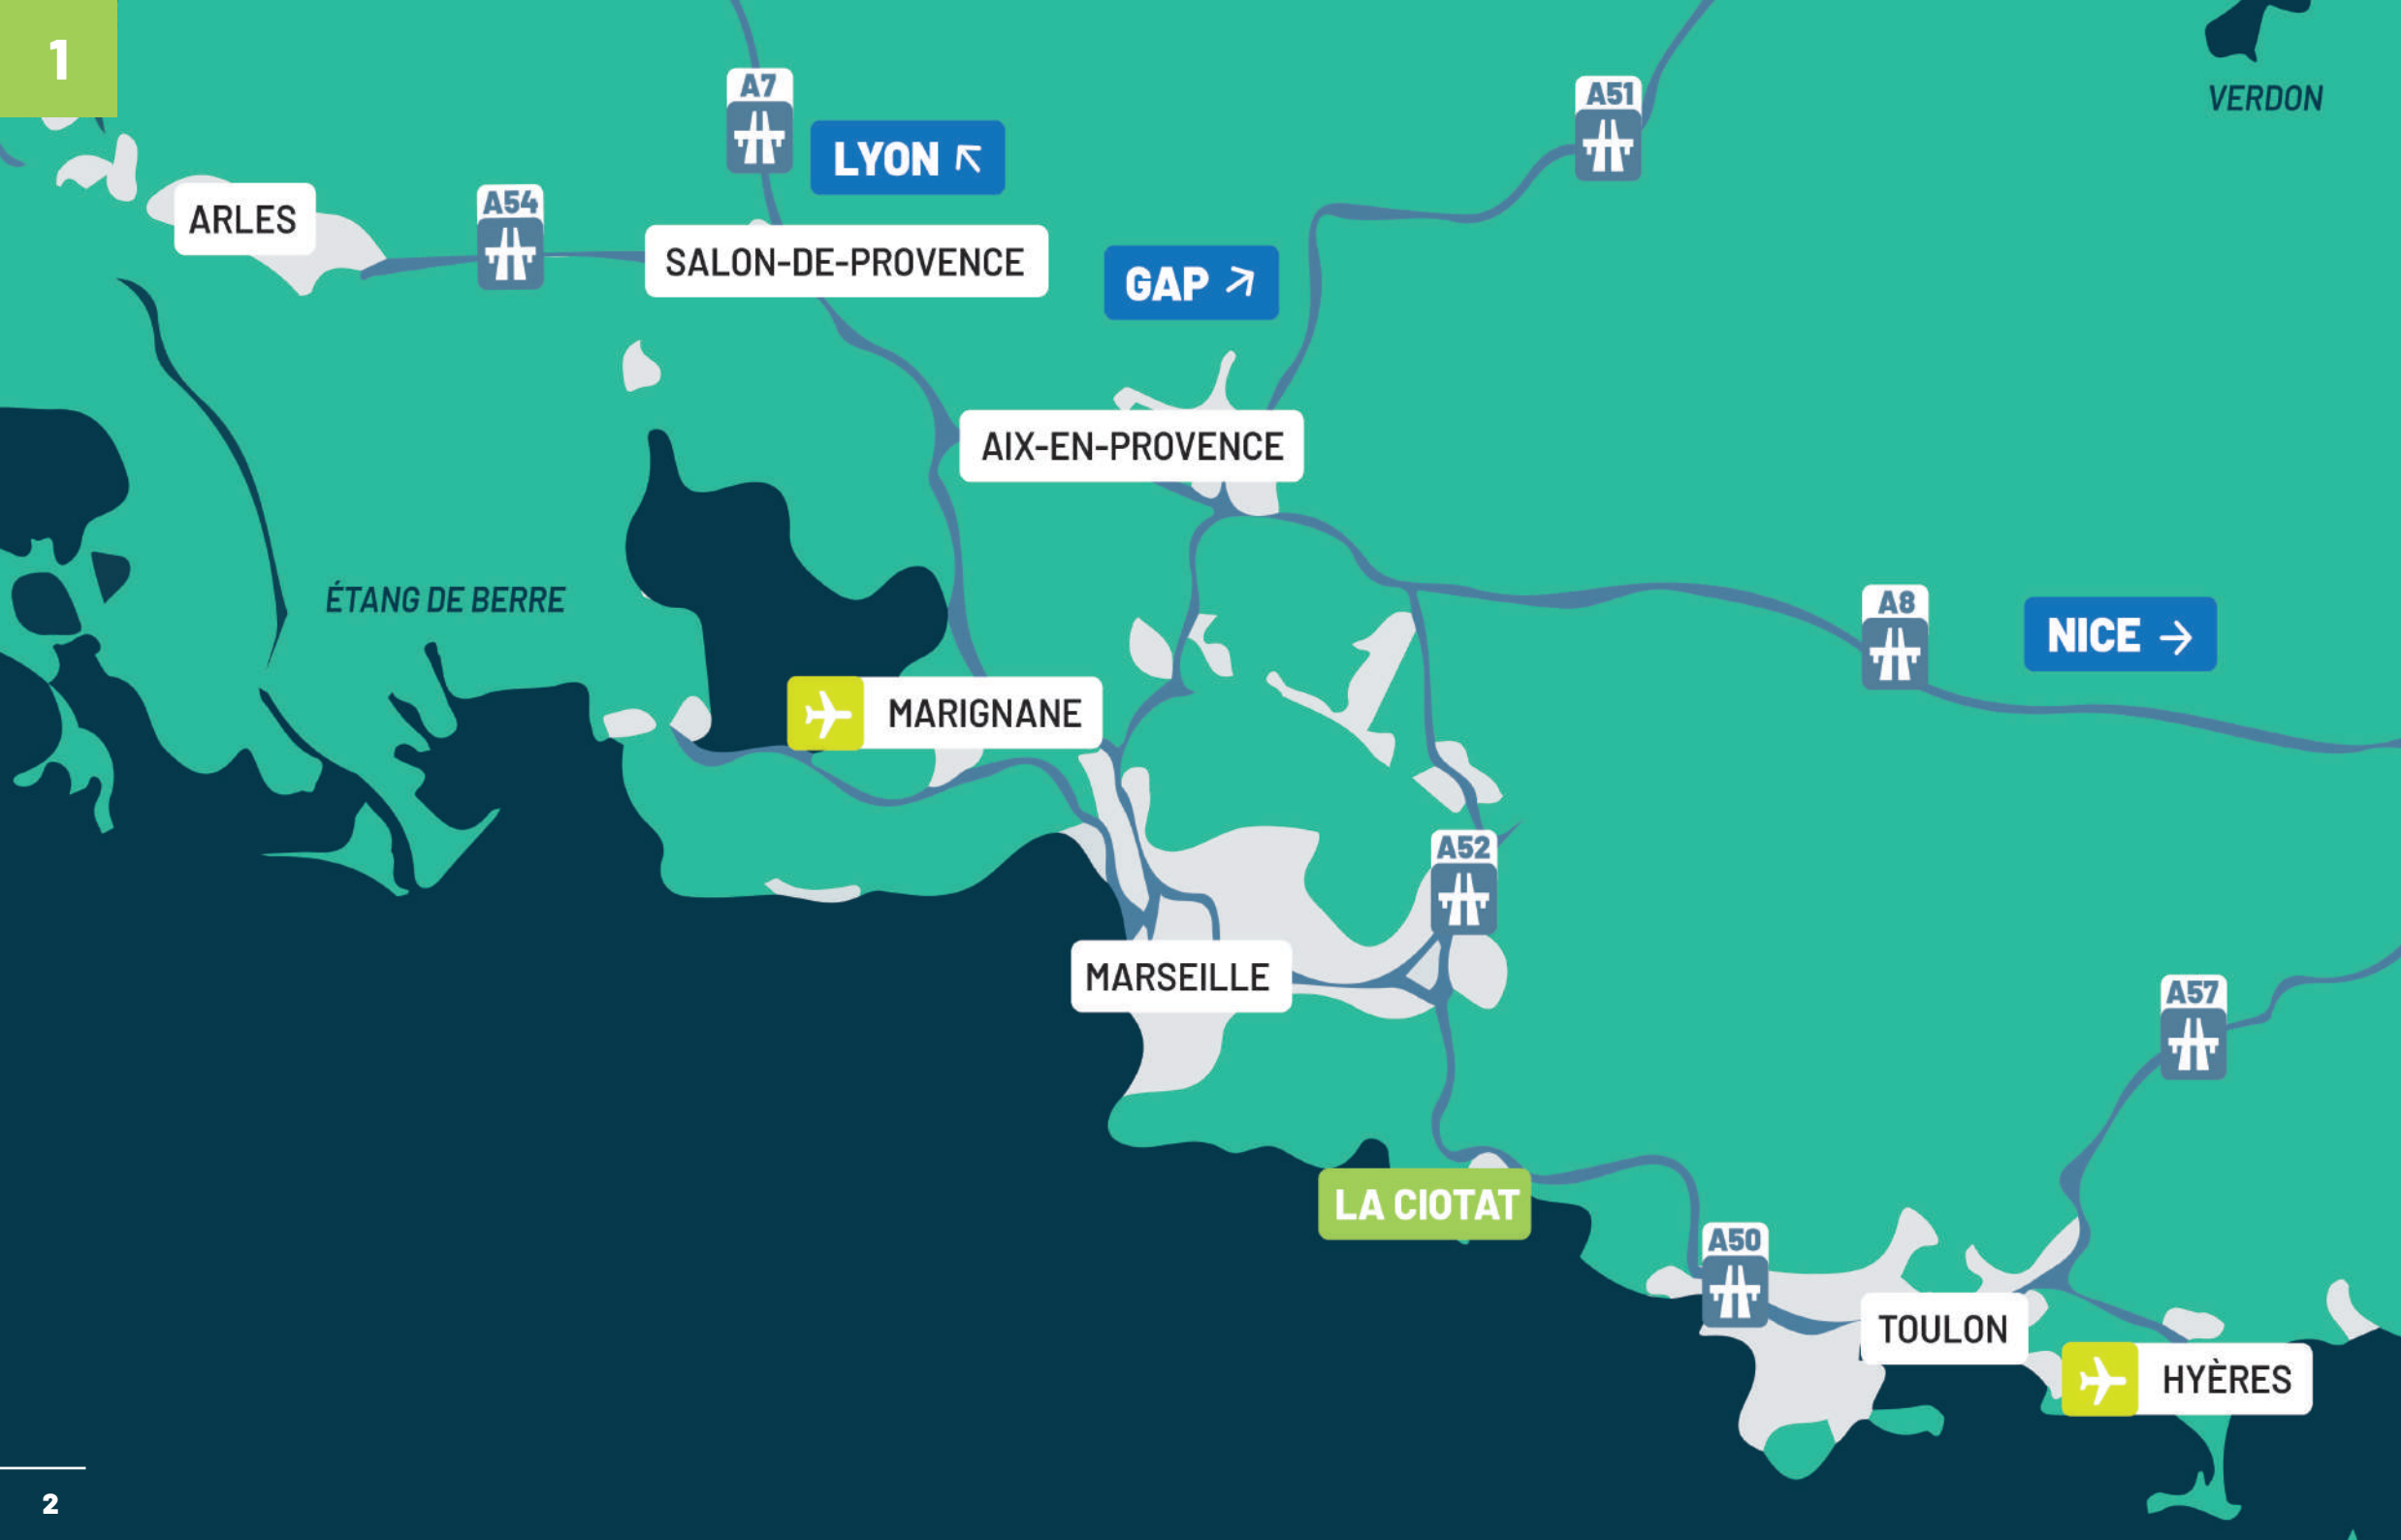 1
A7
A51
VERDON
LYON ↖
ARLES
A54
SALON-DE-PROVENCE
GAP ↗
AIX-EN-PROVENCE
ÉTANG DE BERRE
A8
NICE →
MARIGNANE
A52
MARSEILLE
A57
LA CIOTAT
A50
TOULON
HYÈRES
2